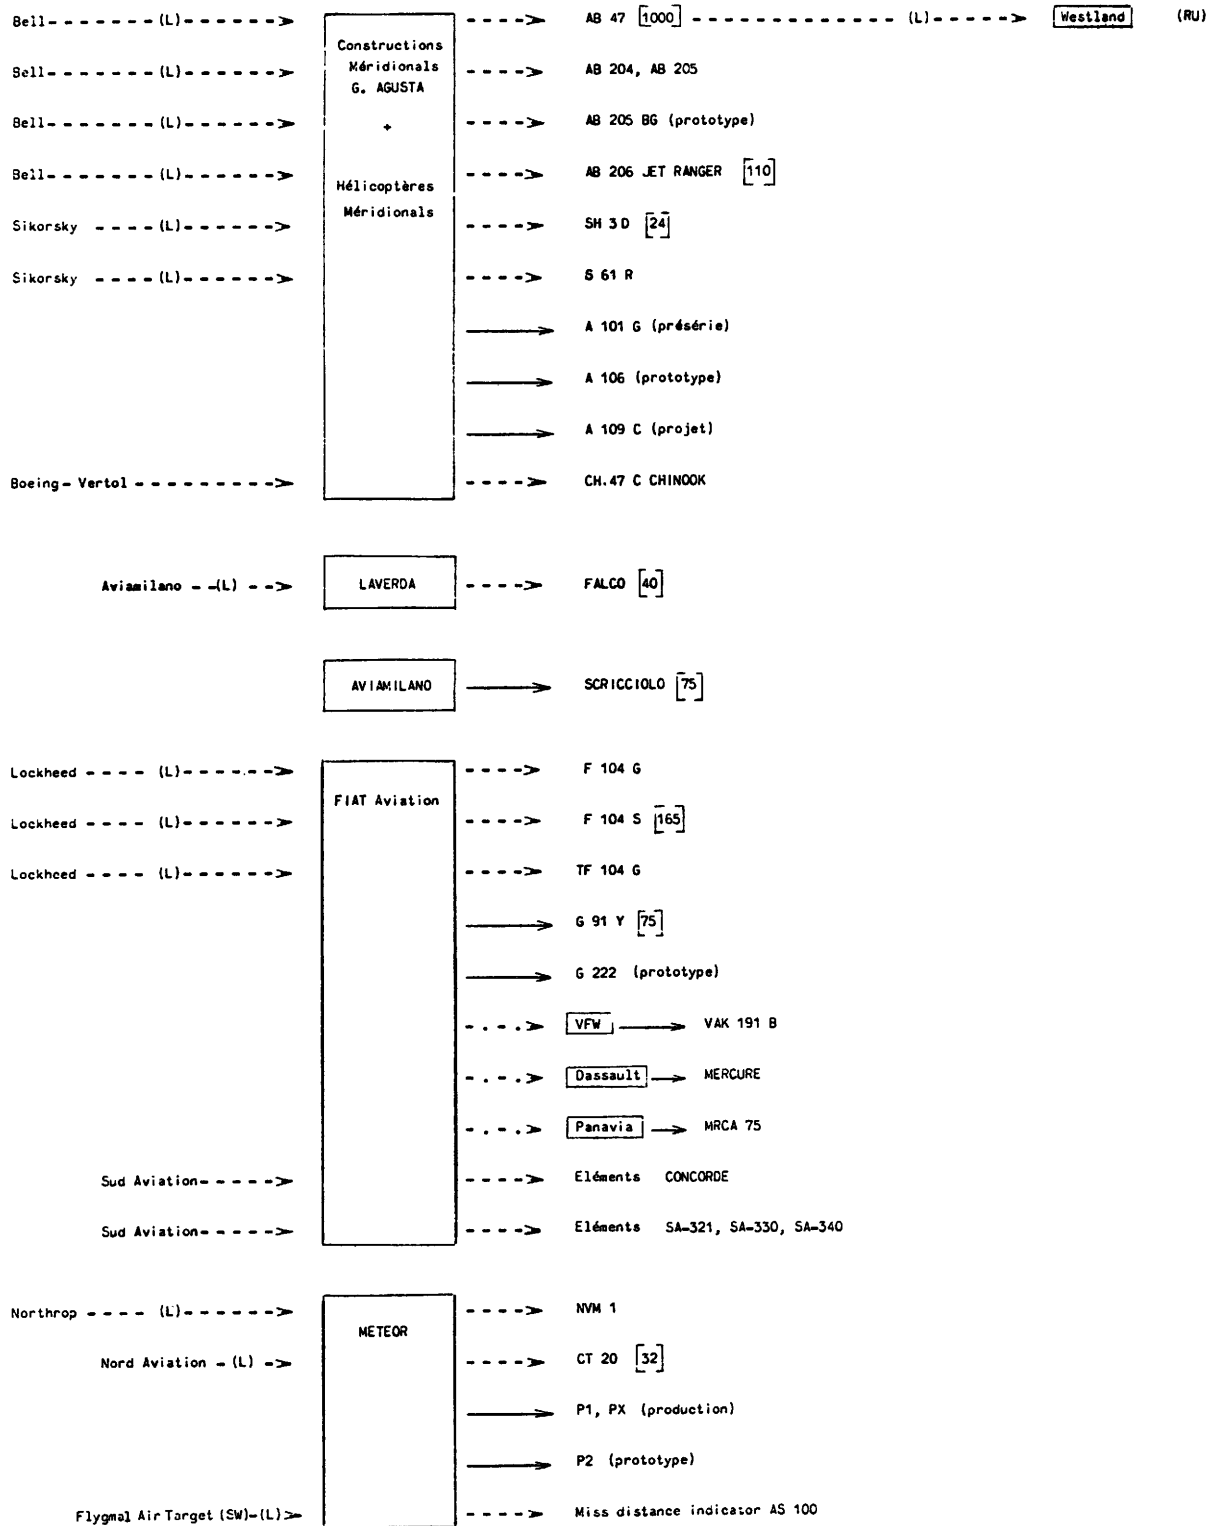 Bell (L) AB 47 [1000] (L) Westland (RU)
Constructions
Méridionals
G. AGUSTA
+
Hélicoptères
Méridionals
Bell (L) AB 204, AB 205
Bell (L) AB 205 BG (prototype)
Bell (L) AB 206 JET RANGER [110]
Sikorsky (L) SH 3 D [24]
Sikorsky (L) S 61 R
A 101 G (présérie)
A 106 (prototype)
A 109 C (projet)
Boeing-Vertol CH.47 C CHINOOK
Aviamilano (L) LAVERDA FALCO [40]
AVIAMILANO SCRICCIOLO [75]
Lockheed (L) F 104 G
FIAT Aviation
Lockheed (L) F 104 S [165]
Lockheed (L) TF 104 G
G 91 Y [75]
G 222 (prototype)
VFW VAK 191 B
Dassault MERCURE
Panavia MRCA 75
Sud Aviation Eléments CONCORDE
Sud Aviation Eléments SA-321, SA-330, SA-340
Northrop (L) NVM 1
METEOR
Nord Aviation (L) CT 20 [32]
P1, PX (production)
P2 (prototype)
Flygmal Air Target (SW)-(L) Miss distance indicator AS 100